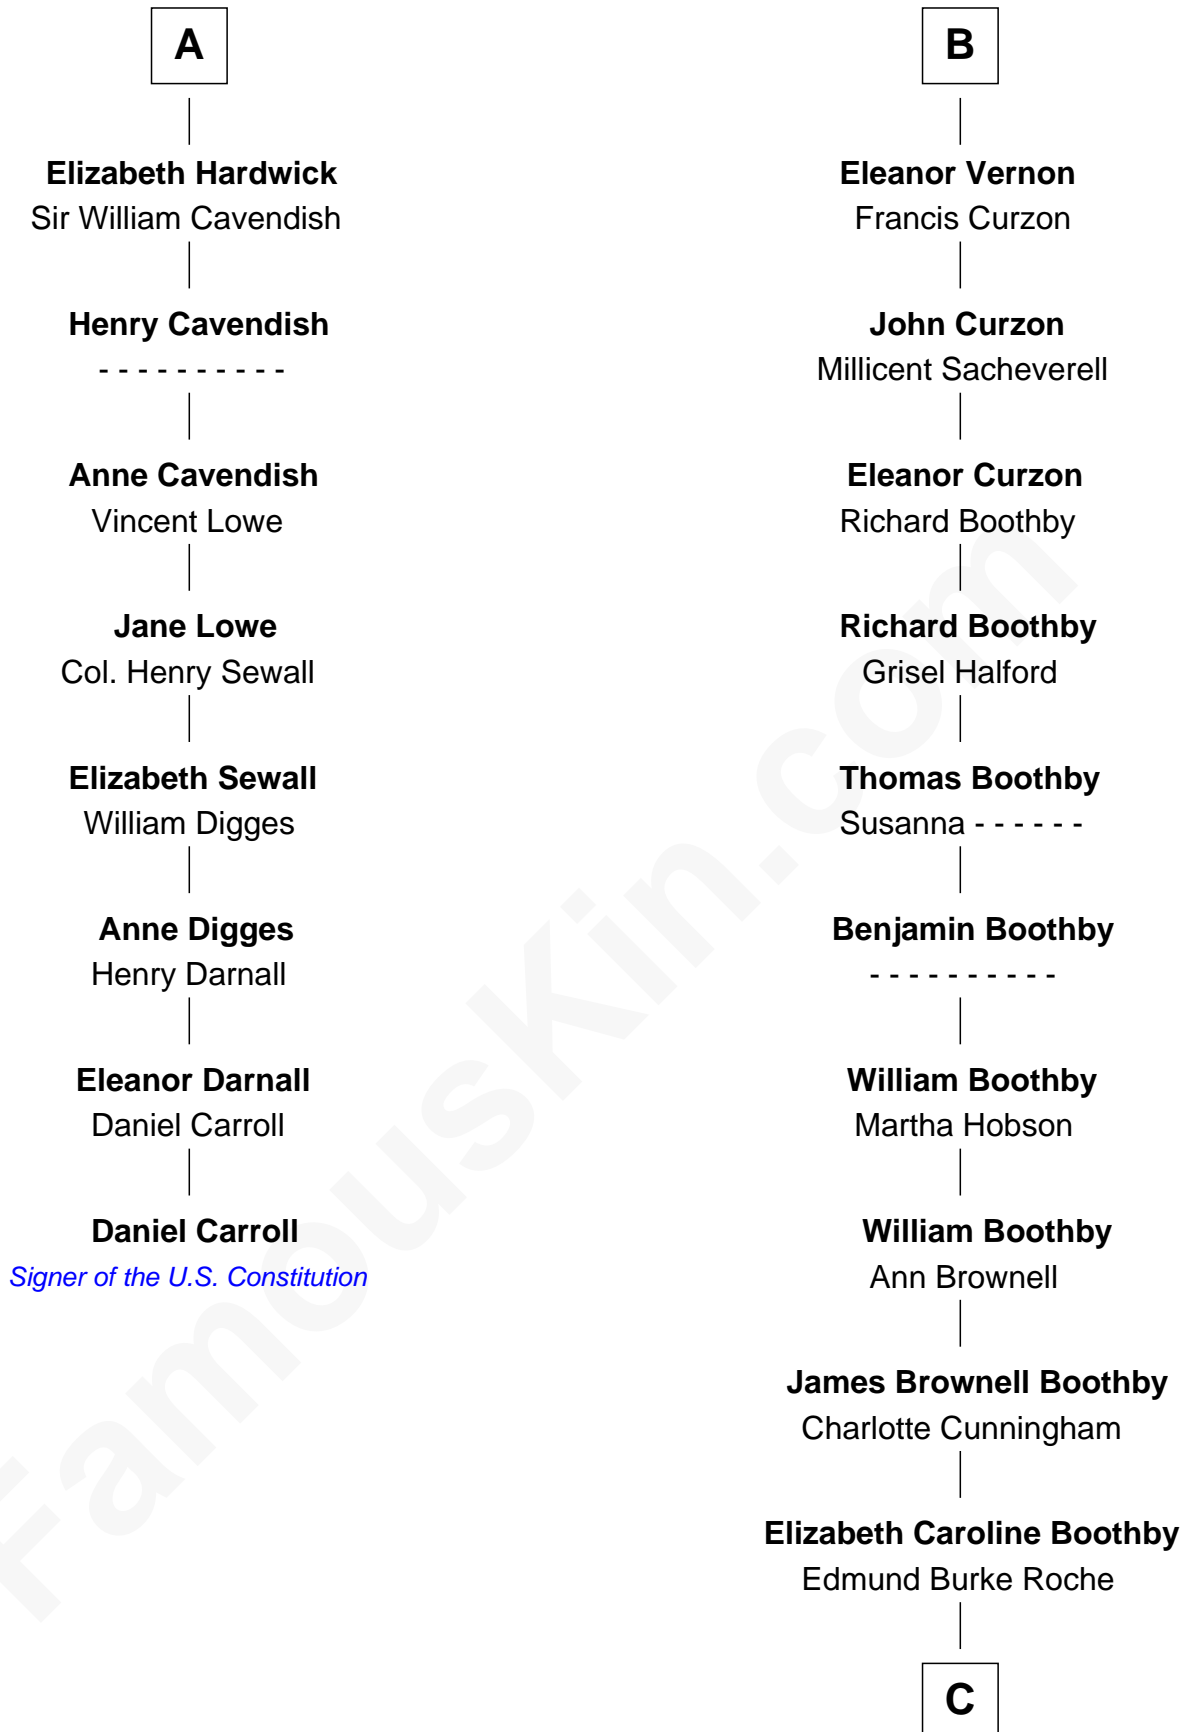 A
Elizabeth Hardwick
Sir William Cavendish
Henry Cavendish
- - - - - - - - - -
Anne Cavendish
Vincent Lowe
Jane Lowe
Col. Henry Sewall
Elizabeth Sewall
William Digges
Anne Digges
Henry Darnall
Eleanor Darnall
Daniel Carroll
Daniel Carroll
Signer of the U.S. Constitution
B
Eleanor Vernon
Francis Curzon
John Curzon
Millicent Sacheverell
Eleanor Curzon
Richard Boothby
Richard Boothby
Grisel Halford
Thomas Boothby
Susanna - - - - - -
Benjamin Boothby
- - - - - - - - - -
William Boothby
Martha Hobson
William Boothby
Ann Brownell
James Brownell Boothby
Charlotte Cunningham
Elizabeth Caroline Boothby
Edmund Burke Roche
C
FamousKin.com